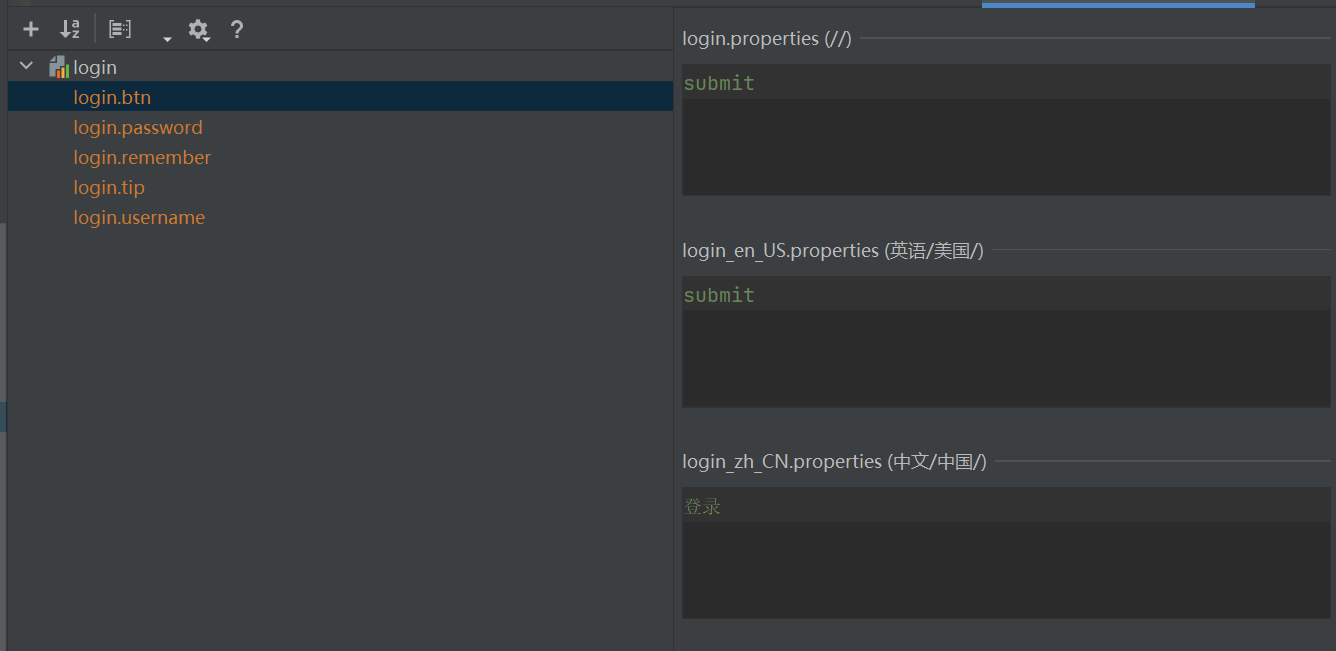 login
login.btn
login.password
login.remember
login.tip
login.username
login.properties (//)
submit
login_en_US.properties (英语/美国/)
submit
login_zh_CN.properties (中文/中国/)
登录